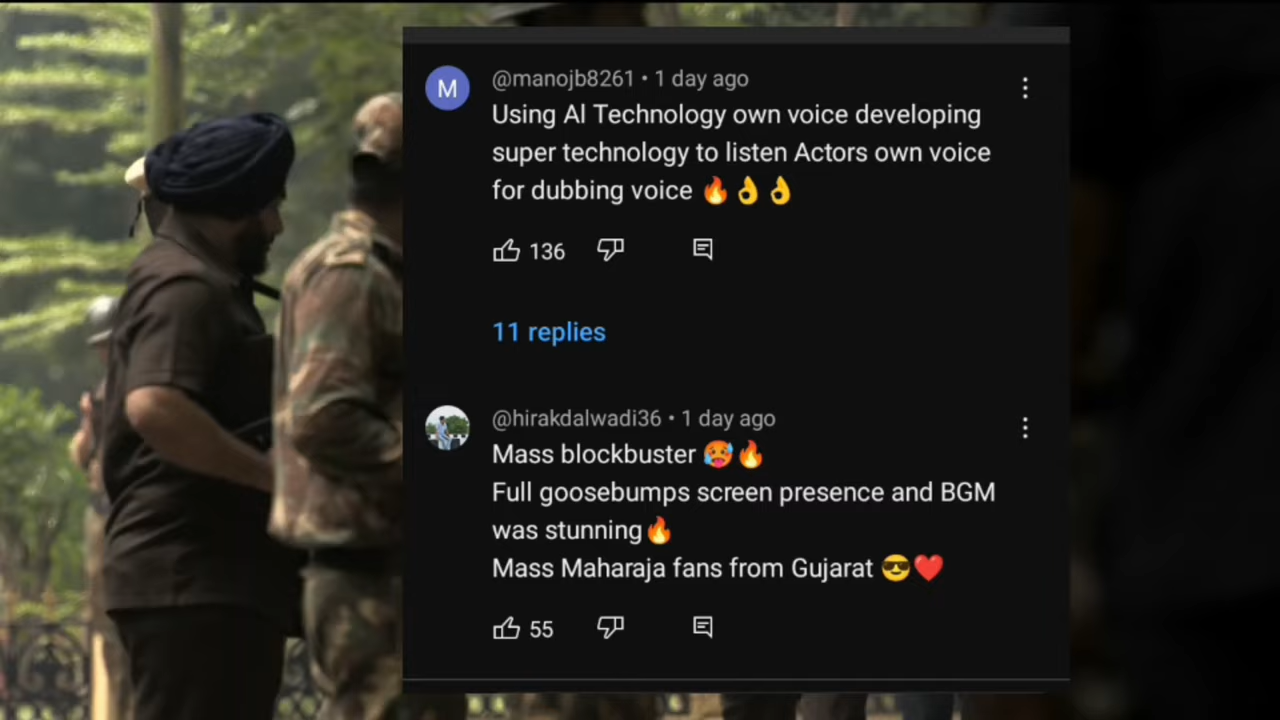 M
@manojb8261 • 1 day ago
Using AI Technology own voice developing
super technology to listen Actors own voice
for dubbing voice 🔥👌👌
136
11 replies
@hirakdalwadi36 • 1 day ago
Mass blockbuster 🥵🔥
Full goosebumps screen presence and BGM
was stunning🔥
Mass Maharaja fans from Gujarat 😎❤️
55